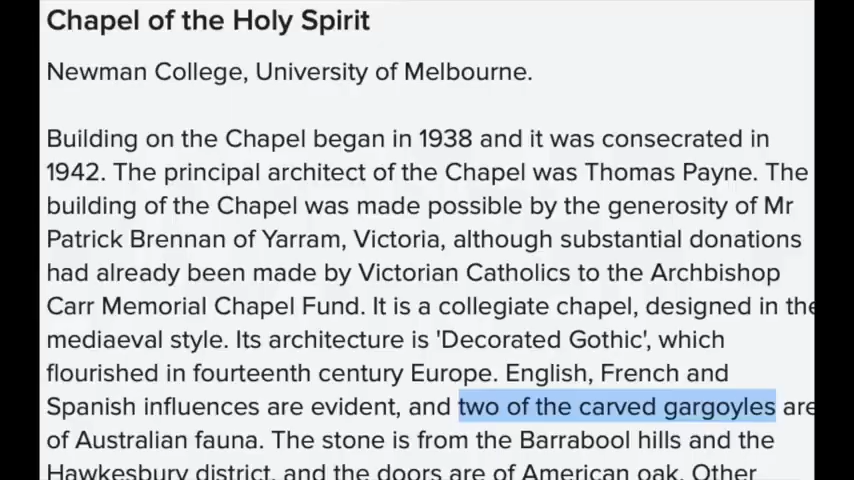 Chapel of the Holy Spirit
Newman College, University of Melbourne.
Building on the Chapel began in 1938 and it was consecrated in
1942. The principal architect of the Chapel was Thomas Payne. The
building of the Chapel was made possible by the generosity of Mr
Patrick Brennan of Yarram, Victoria, although substantial donations
had already been made by Victorian Catholics to the Archbishop
Carr Memorial Chapel Fund. It is a collegiate chapel, designed in the
mediaeval style. Its architecture is 'Decorated Gothic', which
flourished in fourteenth century Europe. English, French and
Spanish influences are evident, and two of the carved gargoyles are
of Australian fauna. The stone is from the Barrabool hills and the
Hawkesbury district, and the doors are of American oak. Other